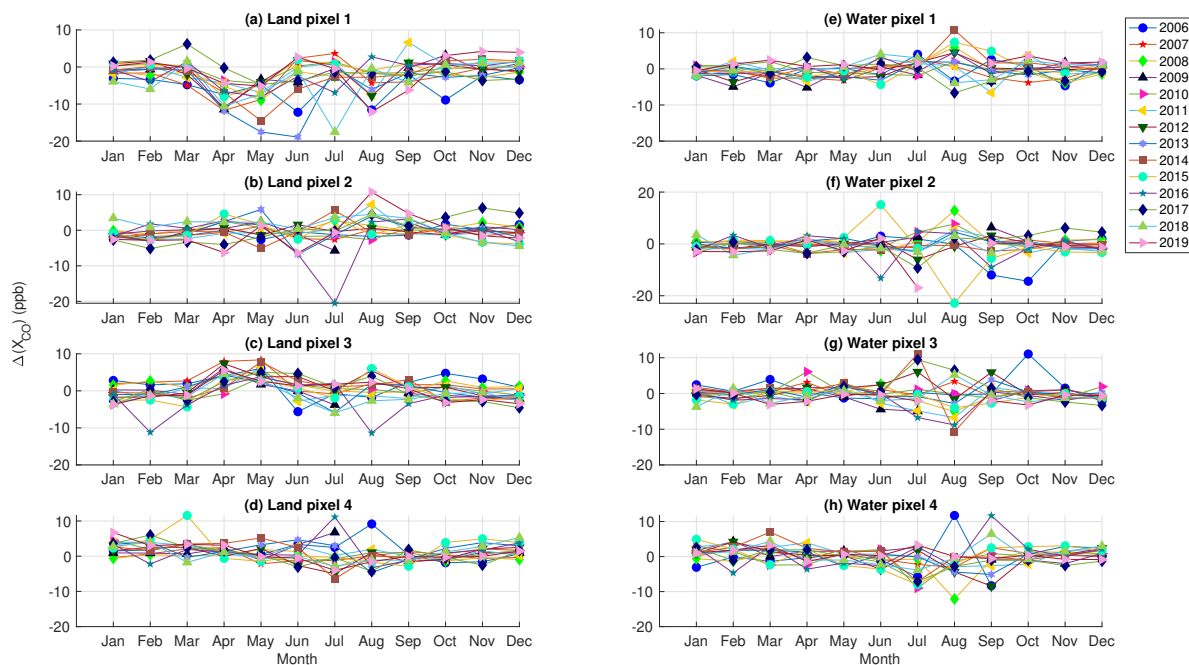 (a) Land pixel 1
10
0
-10
-20
Jan Feb Mar Apr May Jun Jul Aug Sep Oct Nov Dec
(b) Land pixel 2
10
0
-10
-20
Jan Feb Mar Apr May Jun Jul Aug Sep Oct Nov Dec
(c) Land pixel 3
10
0
-10
-20
Jan Feb Mar Apr May Jun Jul Aug Sep Oct Nov Dec
(d) Land pixel 4
10
0
-10
-20
Jan Feb Mar Apr May Jun Jul Aug Sep Oct Nov Dec
Month
Δ (X_CO) (ppb)
(e) Water pixel 1
10
0
-10
-20
Jan Feb Mar Apr May Jun Jul Aug Sep Oct Nov Dec
(f) Water pixel 2
20
0
-20
Jan Feb Mar Apr May Jun Jul Aug Sep Oct Nov Dec
(g) Water pixel 3
10
0
-10
-20
Jan Feb Mar Apr May Jun Jul Aug Sep Oct Nov Dec
(h) Water pixel 4
10
0
-10
-20
Jan Feb Mar Apr May Jun Jul Aug Sep Oct Nov Dec
Month
2006
2007
2008
2009
2010
2011
2012
2013
2014
2015
2016
2017
2018
2019